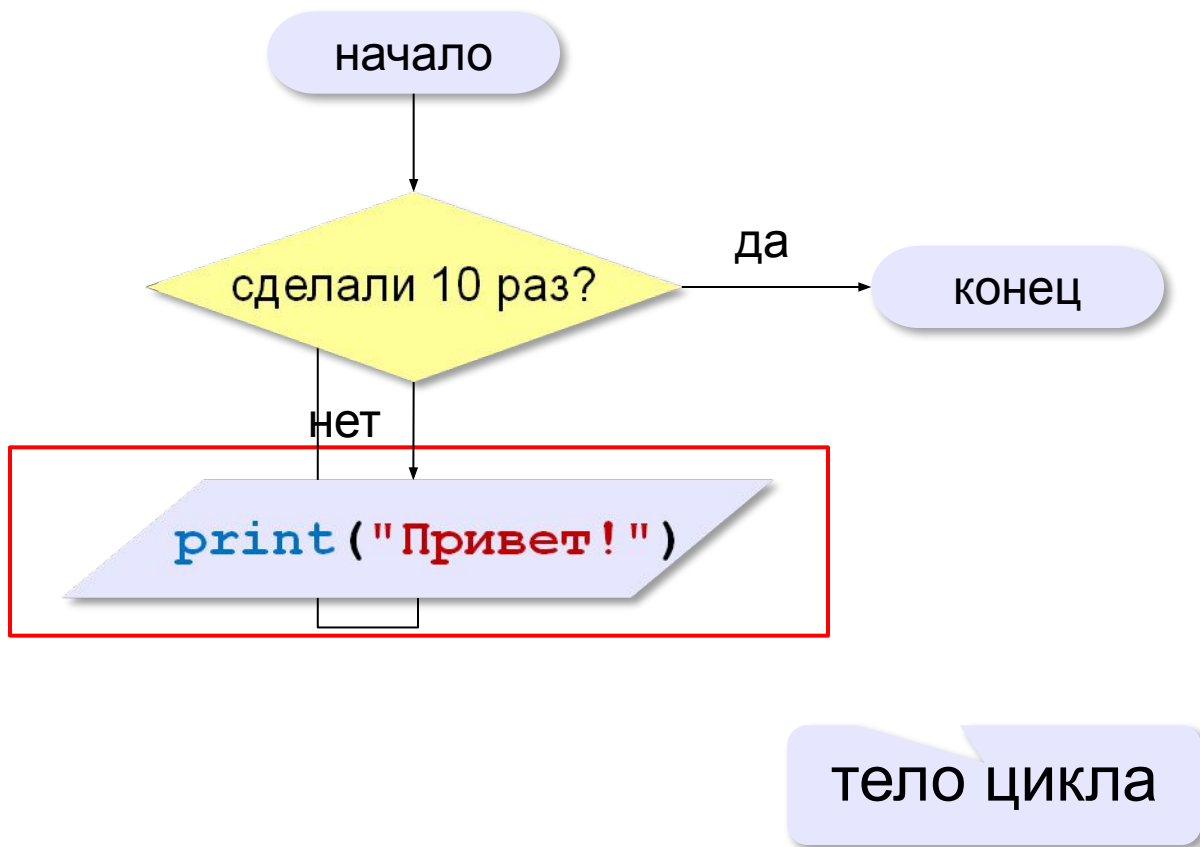 начало
сделали 10 раз?
да
конец
нет
print("Привет!")
тело цикла